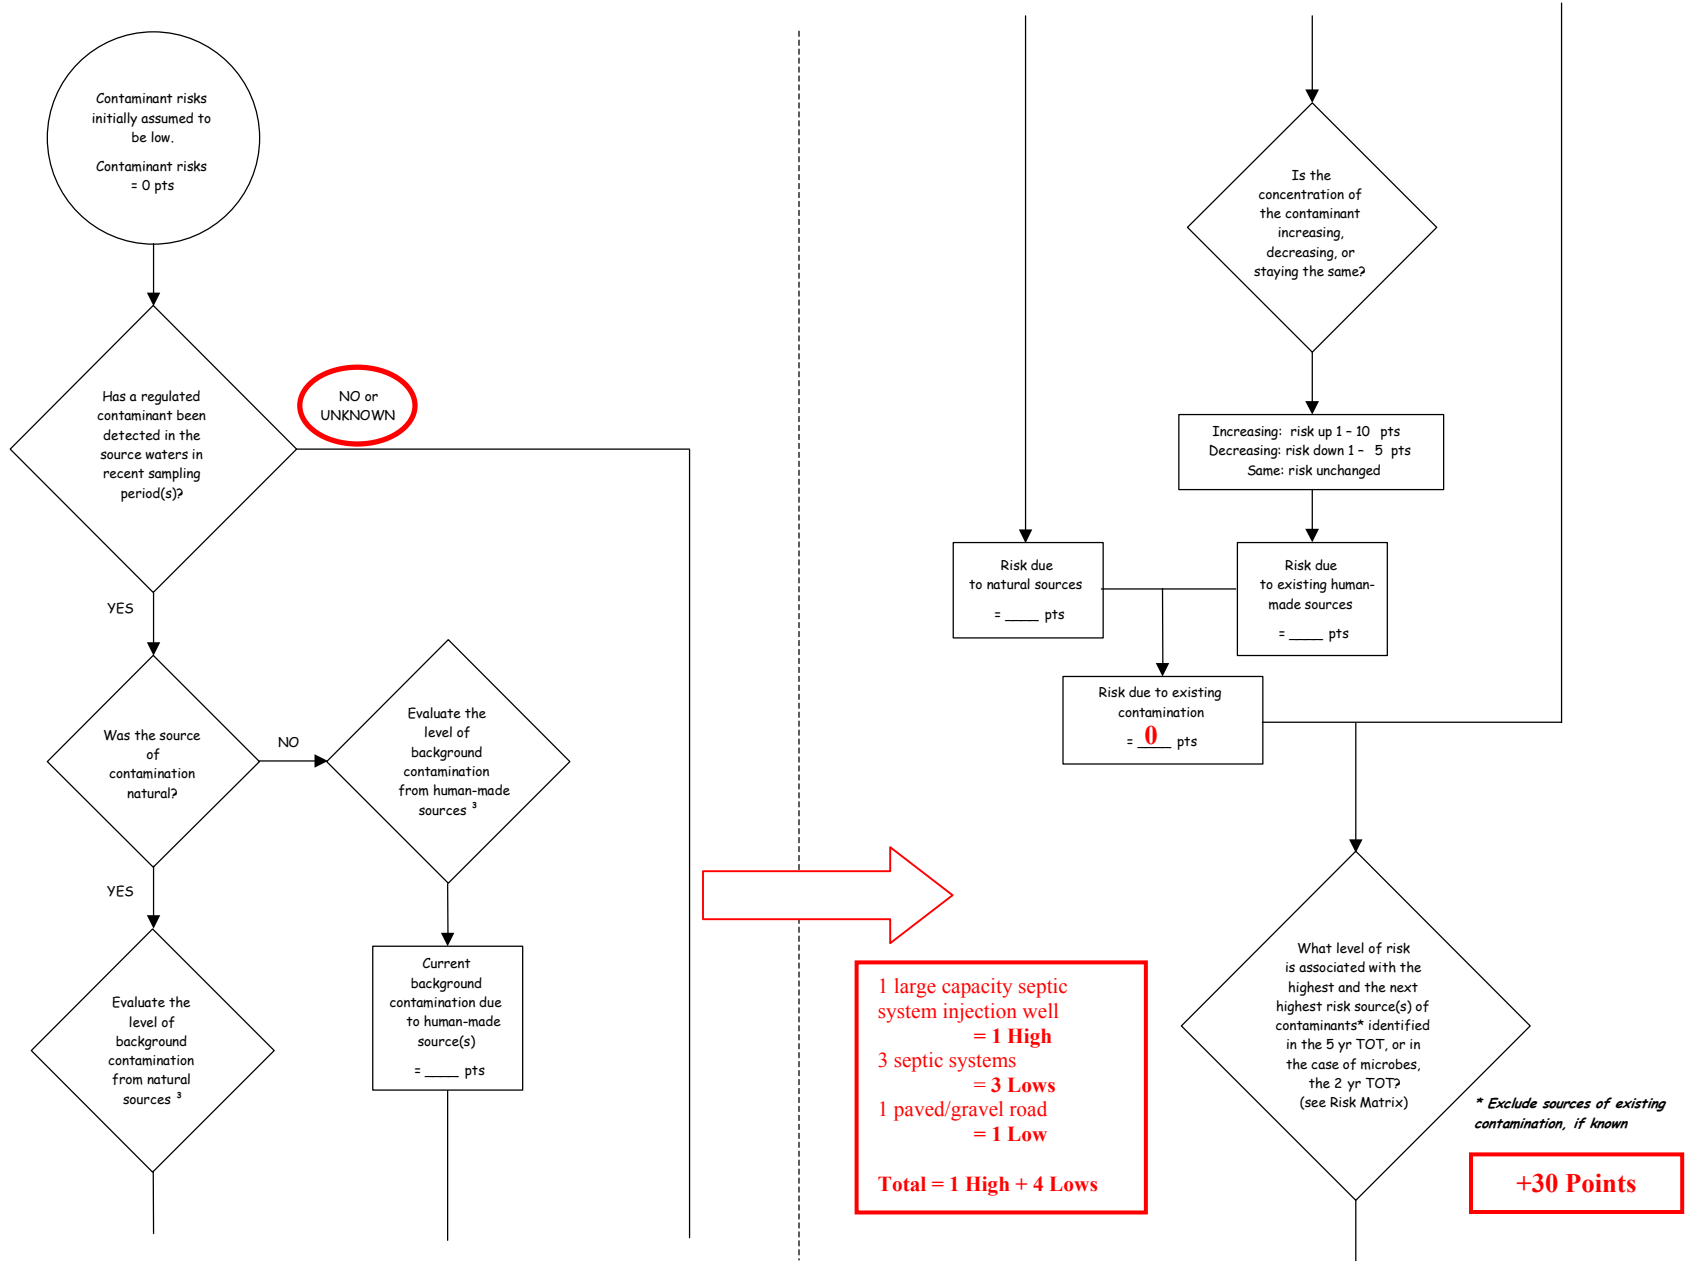 Contaminant risks
initially assumed to
be low.
Contaminant risks
= 0 pts
Has a regulated
contaminant been
detected in the
source waters in
recent sampling
period(s)?
NO or
UNKNOWN
YES
Was the source
of
contamination
natural?
NO
Evaluate the
level of
background
contamination
from human-made
sources ³
YES
Evaluate the
level of
background
contamination
from natural
sources ³
Current
background
contamination due
to human-made
source(s)
= ____ pts
Is the
concentration of
the contaminant
increasing,
decreasing, or
staying the same?
Increasing: risk up 1 - 10 pts
Decreasing: risk down 1 - 5 pts
Same: risk unchanged
Risk due
to natural sources
= ____ pts
Risk due
to existing human-
made sources
= ____ pts
Risk due to existing
contamination
= 0 pts
1 large capacity septic
system injection well
= 1 High
3 septic systems
= 3 Lows
1 paved/gravel road
= 1 Low
Total = 1 High + 4 Lows
What level of risk
is associated with the
highest and the next
highest risk source(s) of
contaminants* identified
in the 5 yr TOT, or in
the case of microbes,
the 2 yr TOT?
(see Risk Matrix)
* Exclude sources of existing
contamination, if known
+30 Points